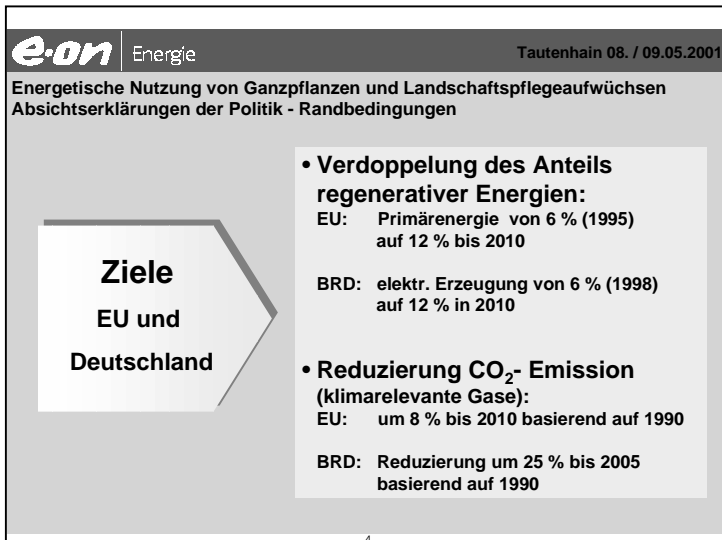 e·on Energie Tautenhain 08. / 09.05.2001
Energetische Nutzung von Ganzpflanzen und Landschaftspflegeaufwüchsen
Absichtserklärungen der Politik - Randbedingungen
Ziele
EU und
Deutschland
• Verdoppelung des Anteils
regenerativer Energien:
EU: Primärenergie von 6 % (1995)
auf 12 % bis 2010
BRD: elektr. Erzeugung von 6 % (1998)
auf 12 % in 2010
• Reduzierung CO₂- Emission
(klimarelevante Gase):
EU: um 8 % bis 2010 basierend auf 1990
BRD: Reduzierung um 25 % bis 2005
basierend auf 1990